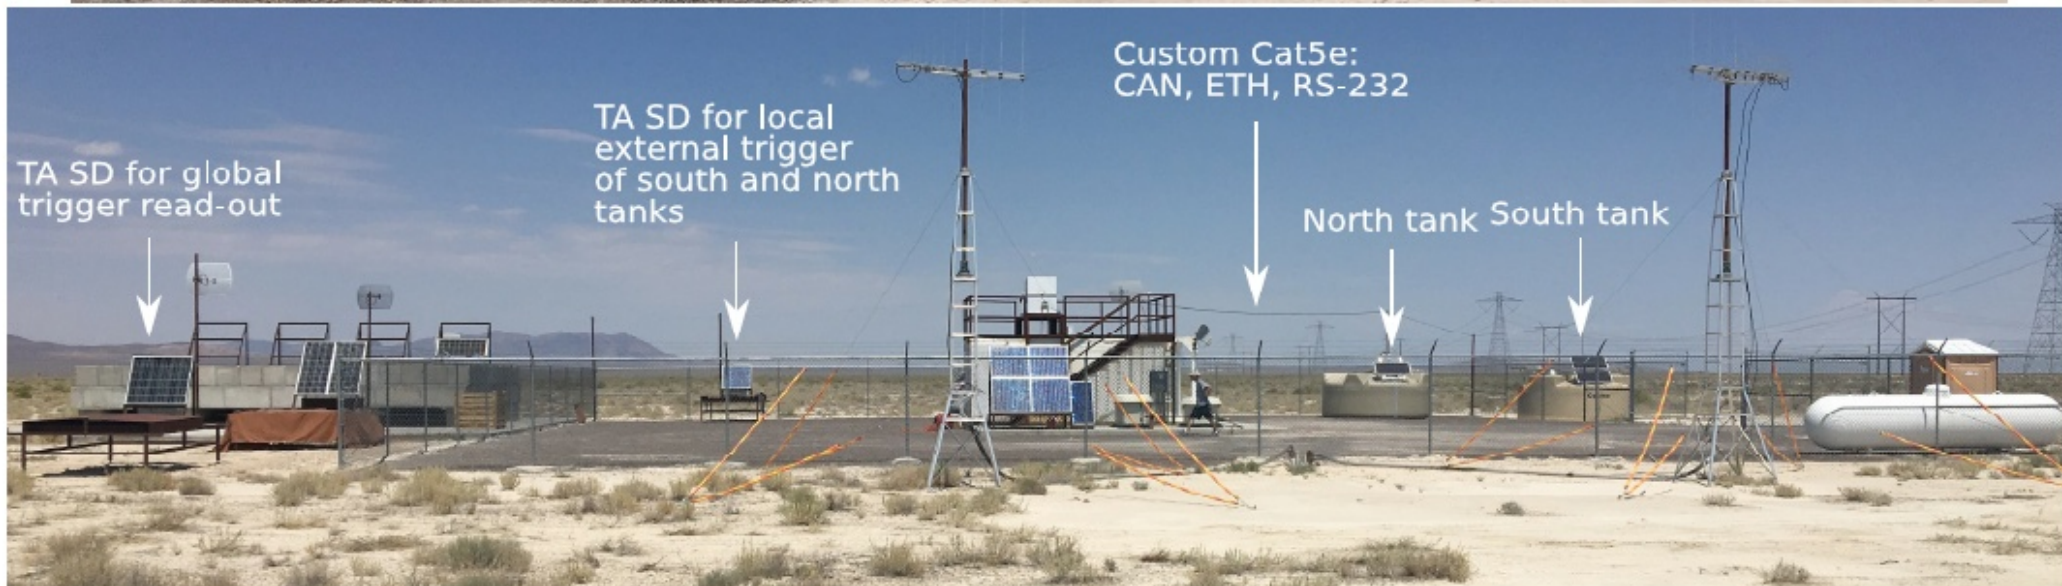 TA SD for global
trigger read-out
TA SD for local
external trigger
of south and north
tanks
Custom Cat5e:
CAN, ETH, RS-232
North tank
South tank